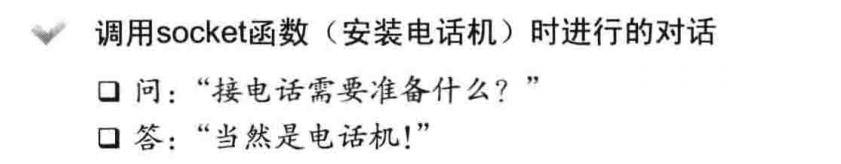 调用socket函数（安装电话机）时进行的对话
问：“接电话需要准备什么？”
答：“当然是电话机!”